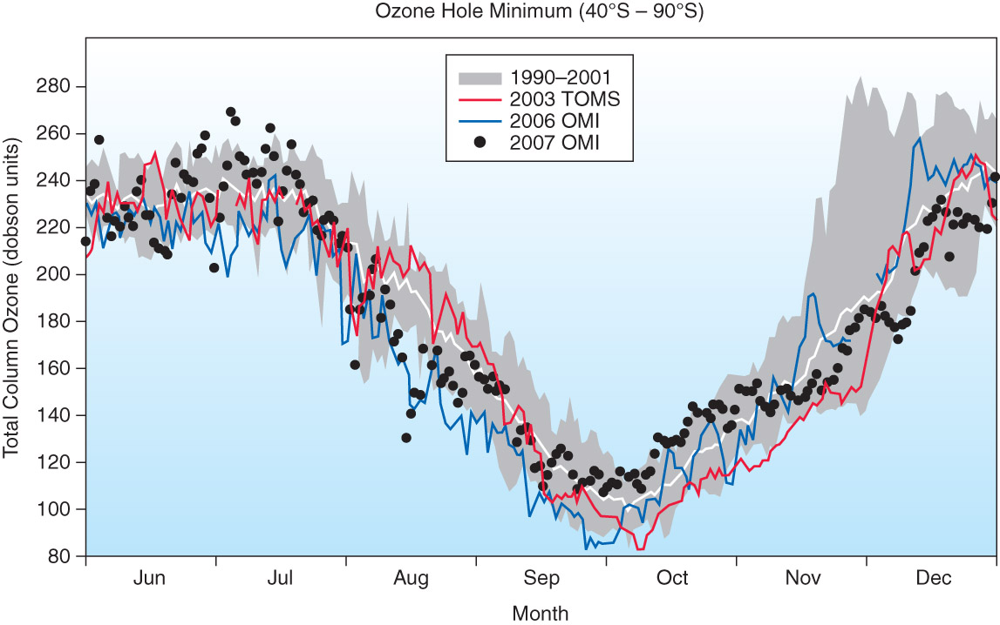 Ozone Hole Minimum (40°S – 90°S)
1990–2001
2003 TOMS
2006 OMI
2007 OMI
Total Column Ozone (dobson units)
280
260
240
220
200
180
160
140
120
100
80
Jun Jul Aug Sep Oct Nov Dec
Month